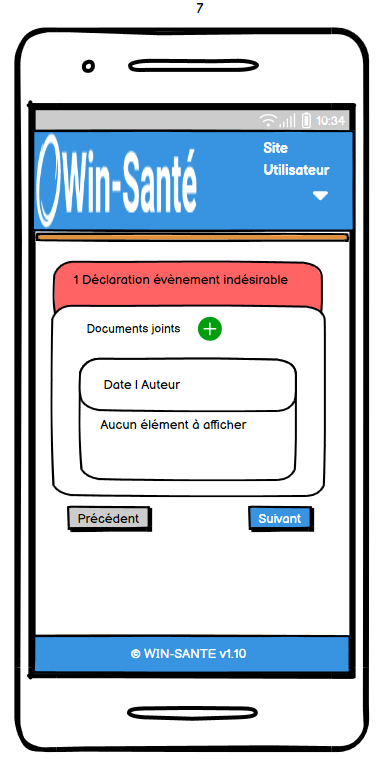 7
10:34
Win-Santé
Site
Utilisateur
1 Déclaration évènement indésirable
Documents joints
Date | Auteur
Aucun élément à afficher
Précédent
Suivant
© WIN-SANTE v1.10